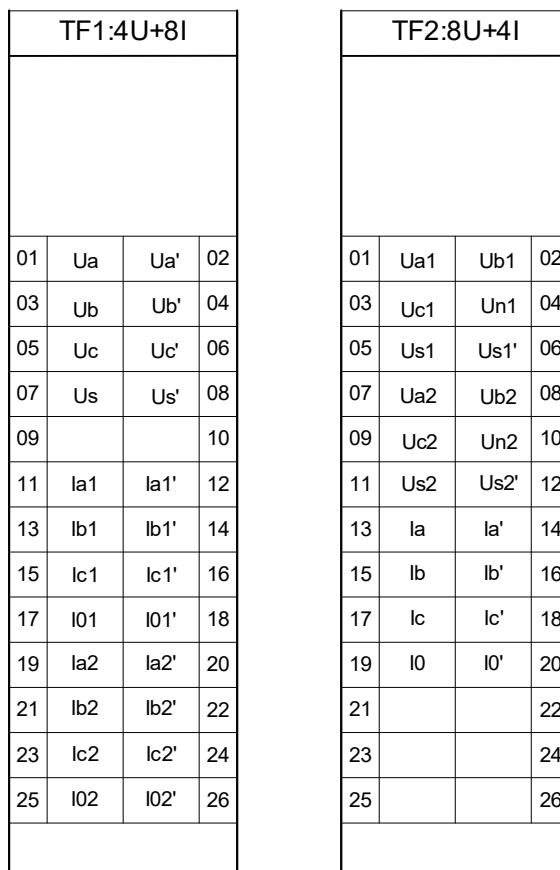 TF1:4U+8I
01 Ua Ua' 02
03 Ub Ub' 04
05 Uc Uc' 06
07 Us Us' 08
09 10
11 Ia1 Ia1' 12
13 Ib1 Ib1' 14
15 Ic1 Ic1' 16
17 I01 I01' 18
19 Ia2 Ia2' 20
21 Ib2 Ib2' 22
23 Ic2 Ic2' 24
25 I02 I02' 26
TF2:8U+4I
01 Ua1 Ub1 02
03 Uc1 Un1 04
05 Us1 Us1' 06
07 Ua2 Ub2 08
09 Uc2 Un2 10
11 Us2 Us2' 12
13 Ia Ia' 14
15 Ib Ib' 16
17 Ic Ic' 18
19 I0 I0' 20
21 22
23 24
25 26